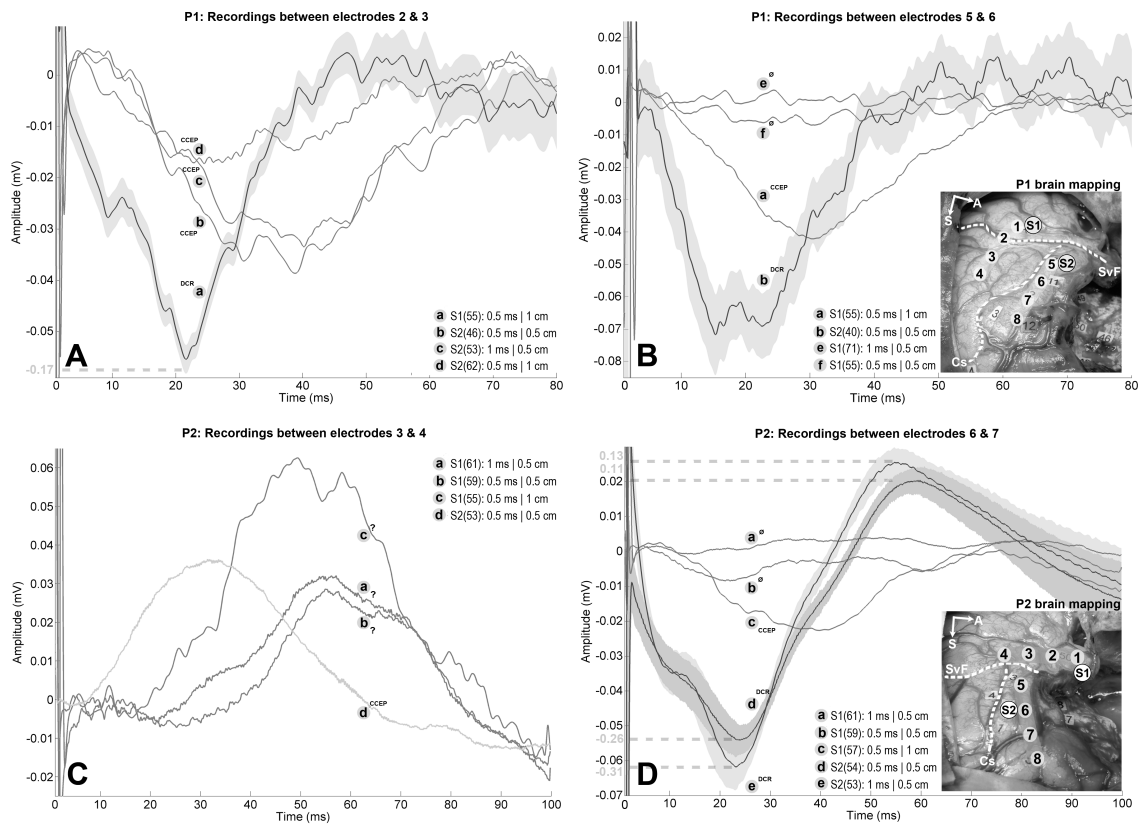 P1: Recordings between electrodes 2 & 3
Amplitude (mV)
0
-0.01
-0.02
-0.03
-0.04
-0.05
-0.17
CCEP
d
CCEP
c
b
CCEP
DCR
a
a S1(55): 0.5 ms | 1 cm
b S2(46): 0.5 ms | 0.5 cm
c S2(53): 1 ms | 0.5 cm
d S2(62): 0.5 ms | 1 cm
A
0 10 20 30 40 50 60 70 80
Time (ms)
P1: Recordings between electrodes 5 & 6
Amplitude (mV)
0.02
0.01
0
-0.01
-0.02
-0.03
-0.04
-0.05
-0.06
-0.07
-0.08
e ø
f ø
a CCEP
DCR
b
a S1(55): 0.5 ms | 1 cm
b S2(40): 0.5 ms | 0.5 cm
e S1(71): 1 ms | 0.5 cm
f S1(55): 0.5 ms | 0.5 cm
P1 brain mapping
A
S
1 S1
2
3
4
5 S2
6
7
8
SvF
12
Cs
B
0 10 20 30 40 50 60 70 80
Time (ms)
P2: Recordings between electrodes 3 & 4
Amplitude (mV)
0.06
0.05
0.04
0.03
0.02
0.01
0
-0.01
-0.02
a S1(61): 1 ms | 0.5 cm
b S1(59): 0.5 ms | 0.5 cm
c S1(55): 0.5 ms | 1 cm
d S2(53): 0.5 ms | 0.5 cm
c ?
a ?
b ?
d CCEP
C
0 10 20 30 40 50 60 70 80 90 100
Time (ms)
P2: Recordings between electrodes 6 & 7
Amplitude (mV)
0.13
0.11
0.02
0
-0.01
-0.02
-0.03
-0.04
-0.05
-0.26
-0.06
-0.31
-0.07
a ø
b ø
c CCEP
DCR
d
e DCR
a S1(61): 1 ms | 0.5 cm
b S1(59): 0.5 ms | 0.5 cm
c S1(57): 0.5 ms | 1 cm
d S2(54): 0.5 ms | 0.5 cm
e S2(53): 1 ms | 0.5 cm
P2 brain mapping
A
S
4 3 2 1
S1
SvF
5
S2 6
7
Cs
8
D
0 10 20 30 40 50 60 70 80 90 100
Time (ms)